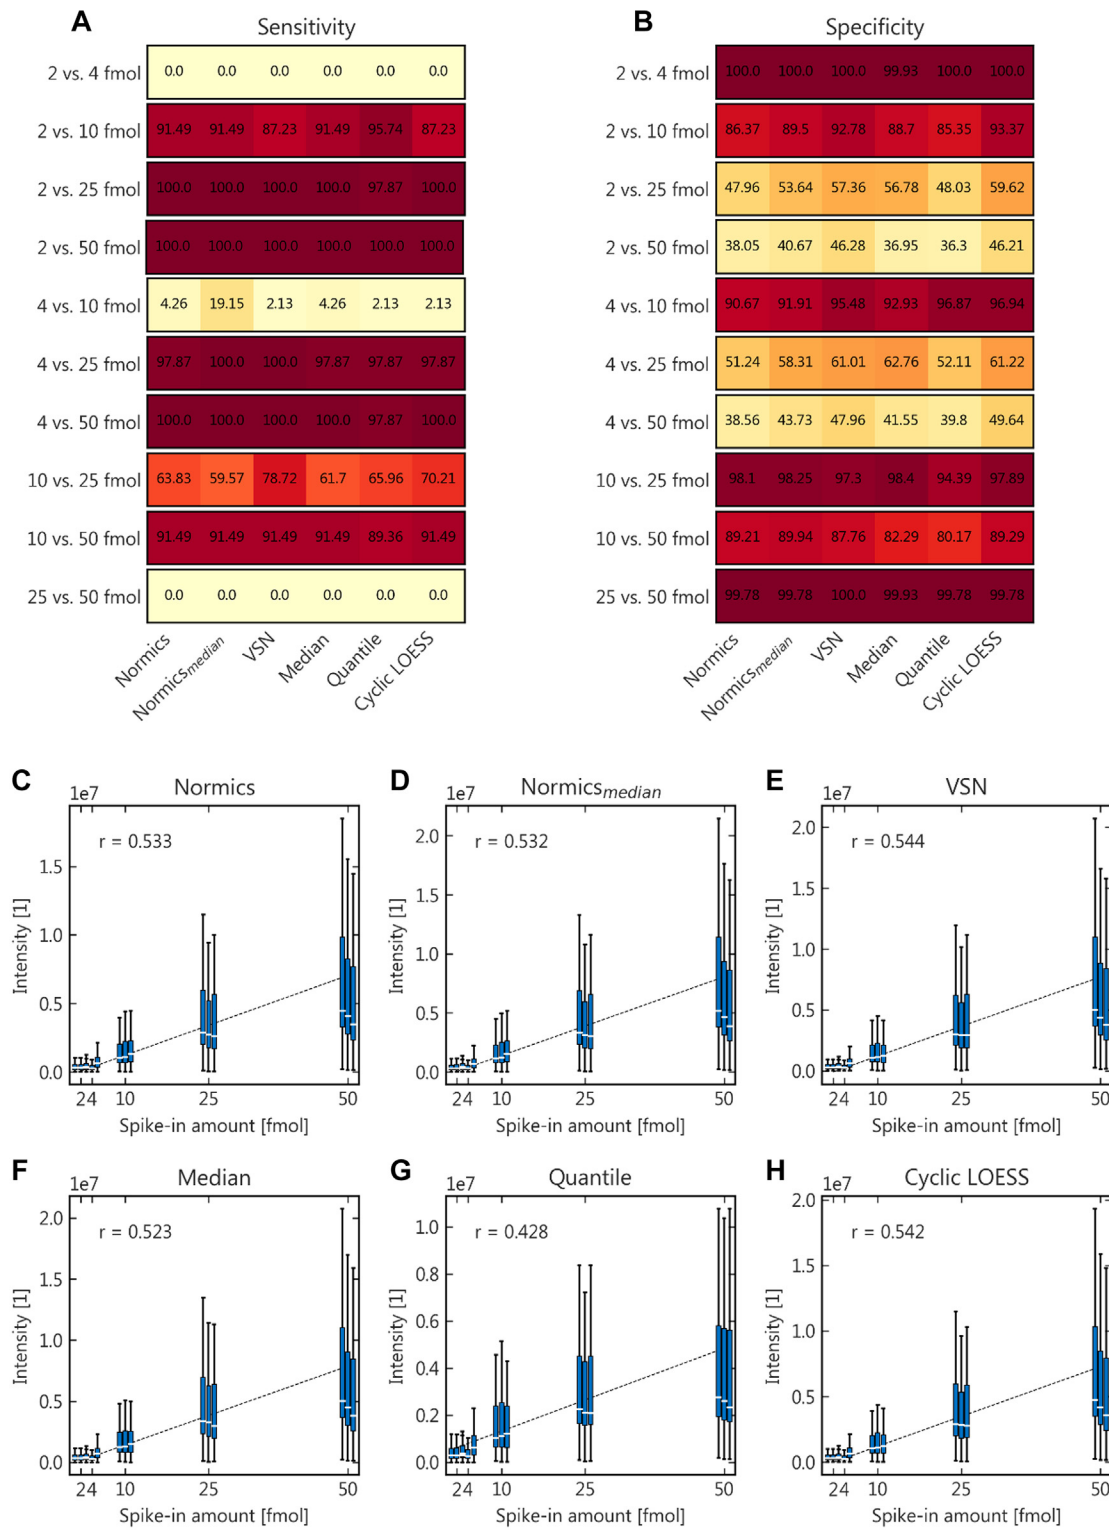 A
Sensitivity
2 vs. 4 fmol 0.0 0.0 0.0 0.0 0.0 0.0
2 vs. 10 fmol 91.49 91.49 87.23 91.49 95.74 87.23
2 vs. 25 fmol 100.0 100.0 100.0 100.0 97.87 100.0
2 vs. 50 fmol 100.0 100.0 100.0 100.0 100.0 100.0
4 vs. 10 fmol 4.26 19.15 2.13 4.26 2.13 2.13
4 vs. 25 fmol 97.87 100.0 100.0 97.87 97.87 97.87
4 vs. 50 fmol 100.0 100.0 100.0 100.0 97.87 100.0
10 vs. 25 fmol 63.83 59.57 78.72 61.7 65.96 70.21
10 vs. 50 fmol 91.49 91.49 91.49 91.49 89.36 91.49
25 vs. 50 fmol 0.0 0.0 0.0 0.0 0.0 0.0
Normics Normicsmedian VSN Median Quantile Cyclic LOESS
B
Specificity
2 vs. 4 fmol 100.0 100.0 100.0 99.93 100.0 100.0
2 vs. 10 fmol 86.37 89.5 92.78 88.7 85.35 93.37
2 vs. 25 fmol 47.96 53.64 57.36 56.78 48.03 59.62
2 vs. 50 fmol 38.05 40.67 46.28 36.95 36.3 46.21
4 vs. 10 fmol 90.67 91.91 95.48 92.93 96.87 96.94
4 vs. 25 fmol 51.24 58.31 61.01 62.76 52.11 61.22
4 vs. 50 fmol 38.56 43.73 47.96 41.55 39.8 49.64
10 vs. 25 fmol 98.1 98.25 97.3 98.4 94.39 97.89
10 vs. 50 fmol 89.21 89.94 87.76 82.29 80.17 89.29
25 vs. 50 fmol 99.78 99.78 100.0 99.93 99.78 99.78
Normics Normicsmedian VSN Median Quantile Cyclic LOESS
C
Normics
1e7
r = 0.533
1.5
1.0
0.5
0.0
Intensity [1]
2 4 10 25 50
Spike-in amount [fmol]
D
Normicsmedian
1e7
r = 0.532
2.0
1.5
1.0
0.5
0.0
Intensity [1]
2 4 10 25 50
Spike-in amount [fmol]
E
VSN
1e7
r = 0.544
2.0
1.5
1.0
0.5
0.0
Intensity [1]
2 4 10 25 50
Spike-in amount [fmol]
F
Median
1e7
r = 0.523
2.0
1.5
1.0
0.5
0.0
Intensity [1]
2 4 10 25 50
Spike-in amount [fmol]
G
Quantile
1e7
r = 0.428
1.0
0.8
0.6
0.4
0.2
0.0
Intensity [1]
2 4 10 25 50
Spike-in amount [fmol]
H
Cyclic LOESS
1e7
r = 0.542
2.0
1.5
1.0
0.5
0.0
Intensity [1]
2 4 10 25 50
Spike-in amount [fmol]